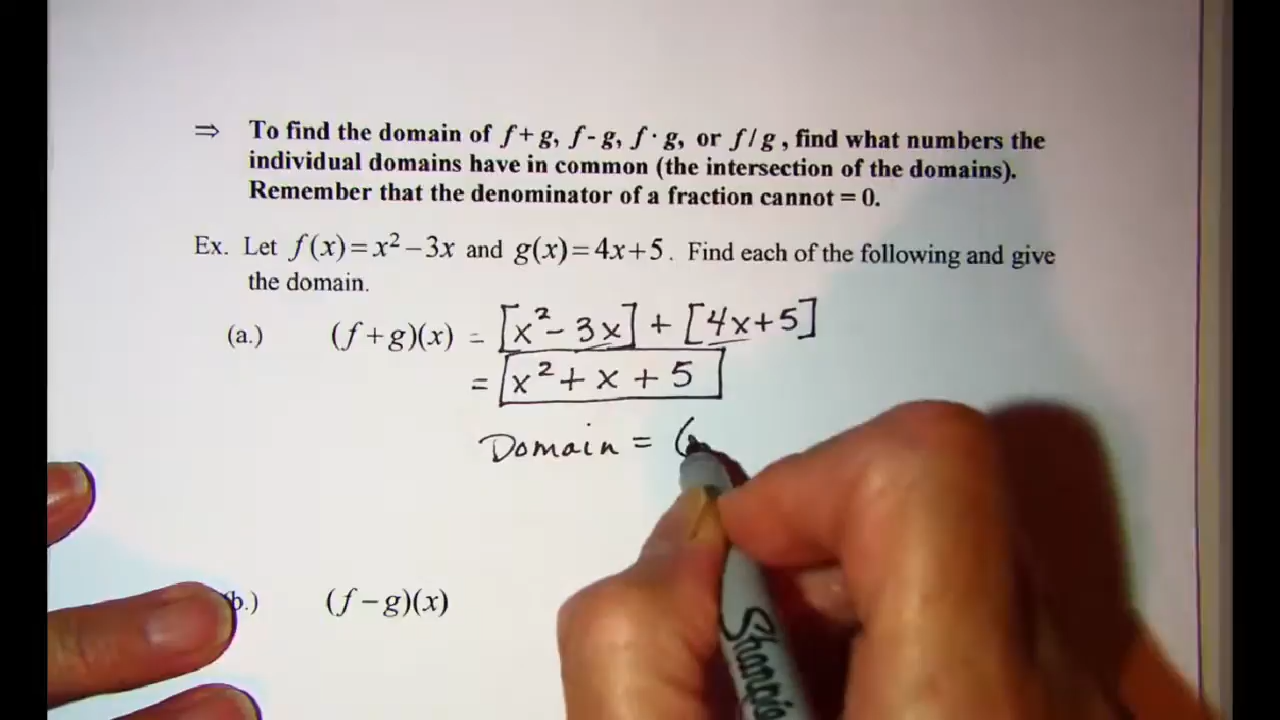 ⇒ To find the domain of f+g, f-g, f·g, or f/g, find what numbers the
individual domains have in common (the intersection of the domains).
Remember that the denominator of a fraction cannot = 0.
Ex. Let f(x)=x²−3x and g(x)=4x+5. Find each of the following and give
the domain.
(a.) (f+g)(x) = [x²-3x] + [4x+5]
= x²+x+5
Domain = (
(b.) (f−g)(x)
Sharpie